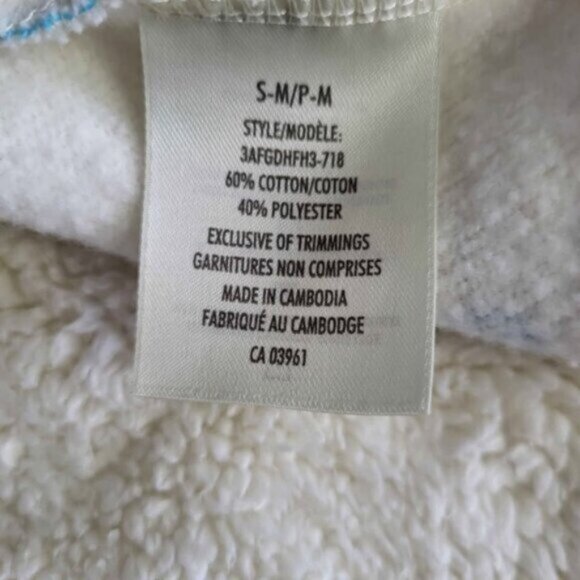 S-M/P-M
STYLE/MODÈLE:
3AFGDHFH3-718
60% COTTON/COTON
40% POLYESTER
EXCLUSIVE OF TRIMMINGS
GARNITURES NON COMPRISES
MADE IN CAMBODIA
FABRIQUÉ AU CAMBODGE
CA 03961